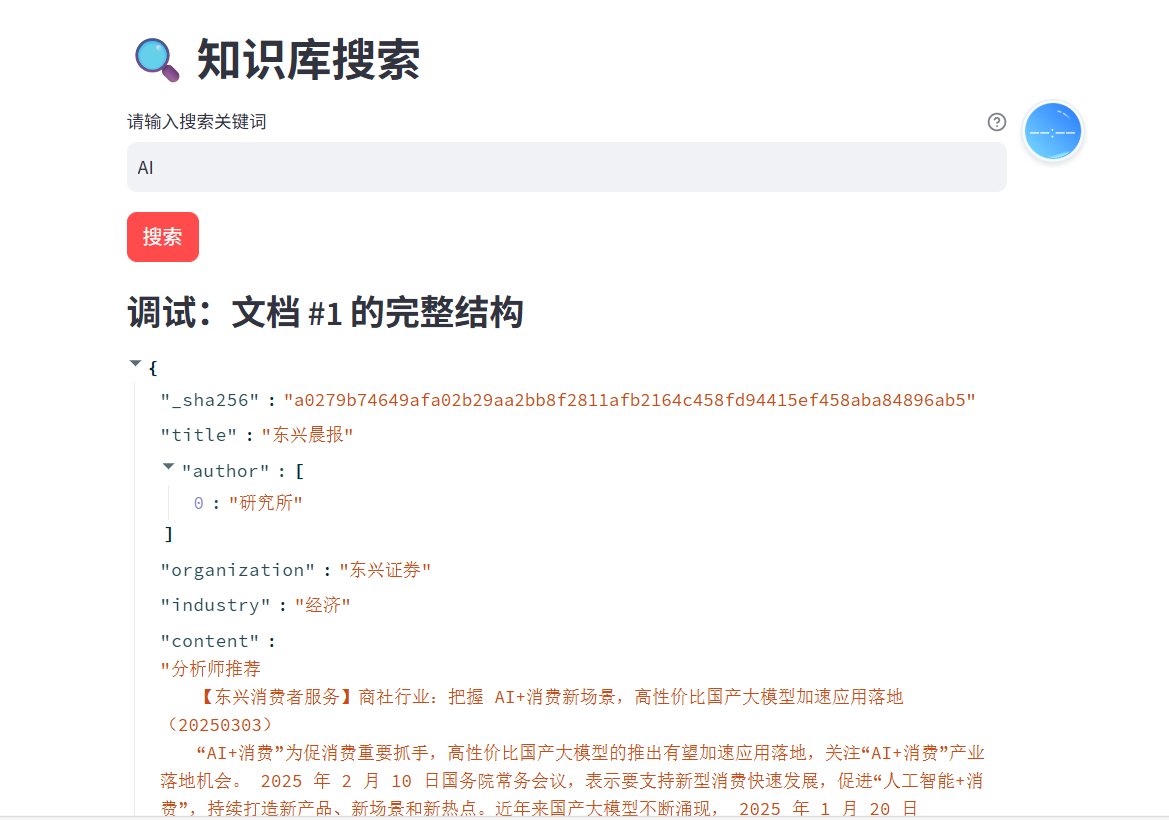 知识库搜索
请输入搜索关键词
AI
搜索
调试：文档 #1 的完整结构
{
"_sha256" : "a0279b74649afa02b29aa2bb8f2811afb2164c458fd94415ef458aba84896ab5"
"title" : "东兴晨报"
"author" : [
0 : "研究所"
]
"organization" : "东兴证券"
"industry" : "经济"
"content" :
"分析师推荐
【东兴消费者服务】商社行业：把握 AI+消费新场景，高性价比国产大模型加速应用落地
（20250303）
“AI+消费”为促消费重要抓手，高性价比国产大模型的推出有望加速应用落地，关注“AI+消费”产业
落地机会。 2025 年 2 月 10 日国务院常务会议，表示要支持新型消费快速发展，促进“人工智能+消
费”，持续打造新产品、新场景和新热点。近年来国产大模型不断涌现， 2025 年 1 月 20 日